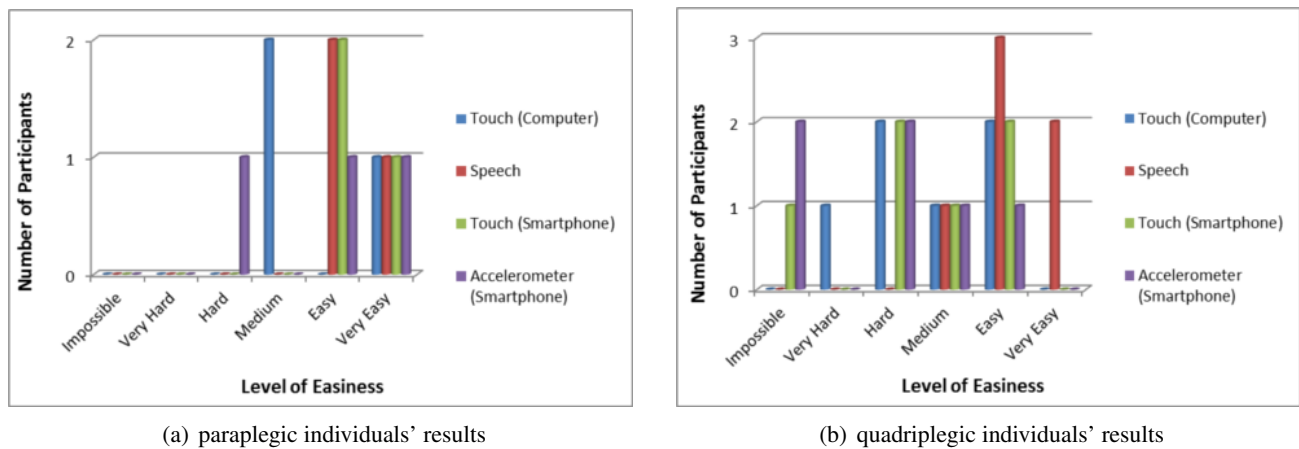 2
1
0
Number of Participants
Impossible
Very Hard
Hard
Medium
Easy
Very Easy
Level of Easiness
Touch (Computer)
Speech
Touch (Smartphone)
Accelerometer
(Smartphone)
(a) paraplegic individuals' results
3
2
1
0
Number of Participants
Impossible
Very Hard
Hard
Medium
Easy
Very Easy
Level of Easiness
Touch (Computer)
Speech
Touch (Smartphone)
Accelerometer
(Smartphone)
(b) quadriplegic individuals' results